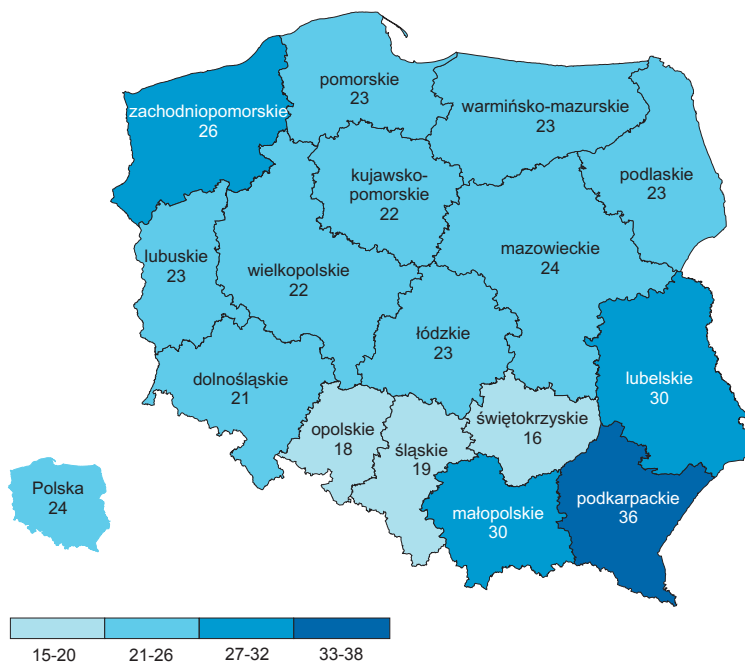 pomorskie
23
zachodniopomorskie
26
warmińsko-mazurskie
23
kujawsko-
pomorskie
22
podlaskie
23
lubuskie
23
wielkopolskie
22
mazowieckie
24
łódzkie
23
dolnośląskie
21
lubelskie
30
opolskie
18
śląskie
19
świętokrzyskie
16
małopolskie
30
podkarpackie
36
Polska
24
15-20
21-26
27-32
33-38